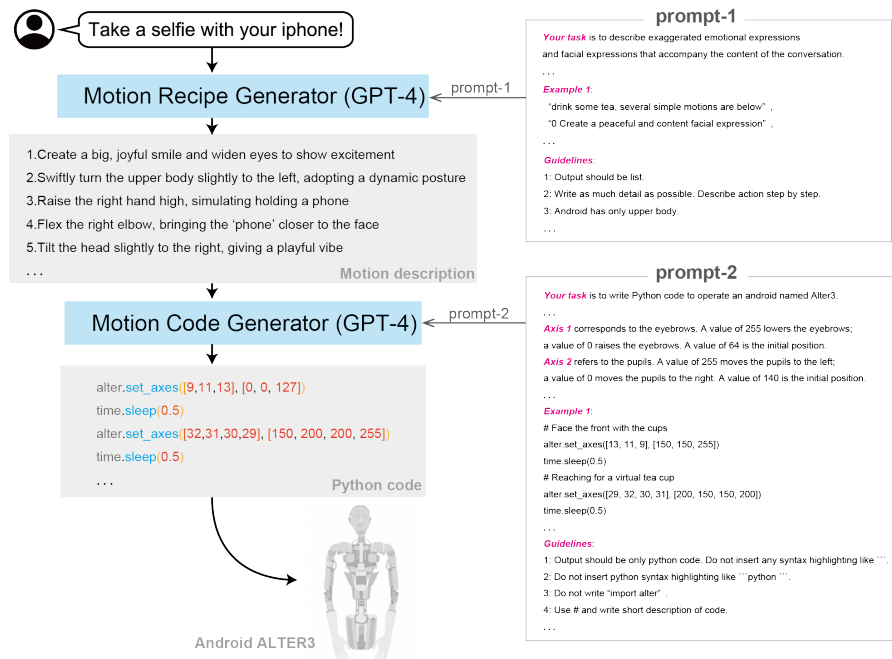 Take a selfie with your iphone!
Motion Recipe Generator (GPT-4)
prompt-1
1.Create a big, joyful smile and widen eyes to show excitement
2.Swiftly turn the upper body slightly to the left, adopting a dynamic posture
3.Raise the right hand high, simulating holding a phone
4.Flex the right elbow, bringing the ‘phone’ closer to the face
5.Tilt the head slightly to the right, giving a playful vibe
...
Motion description
Motion Code Generator (GPT-4)
prompt-2
alter.set_axes([9,11,13], [0, 0, 127])
time.sleep(0.5)
alter.set_axes([32,31,30,29], [150, 200, 200, 255])
time.sleep(0.5)
...
Python code
Android ALTER3
prompt-1
Your task is to describe exaggerated emotional expressions
and facial expressions that accompany the content of the conversation.
...
Example 1:
“drink some tea, several simple motions are below” ,
“0 Create a peaceful and content facial expression” ,
...
Guidelines:
1: Output should be list.
2: Write as much detail as possible. Describe action step by step.
3: Android has only upper body.
...
prompt-2
Your task is to write Python code to operate an android named Alter3.
...
Axis 1 corresponds to the eyebrows. A value of 255 lowers the eyebrows;
a value of 0 raises the eyebrows. A value of 64 is the initial position.
Axis 2 refers to the pupils. A value of 255 moves the pupils to the left;
a value of 0 moves the pupils to the right. A value of 140 is the initial position.
...
Example 1:
# Face the front with the cups
alter.set_axes([13, 11, 9], [150, 150, 255])
time.sleep(0.5)
# Reaching for a virtual tea cup
alter.set_axes([29, 32, 30, 31], [200, 150, 150, 200])
time.sleep(0.5)
...
Guidelines:
1: Output should be only python code. Do not insert any syntax highlighting like ```.
2: Do not insert python syntax highlighting like ```python ```.
3: Do not write “import alter” .
4: Use # and write short description of code.
...